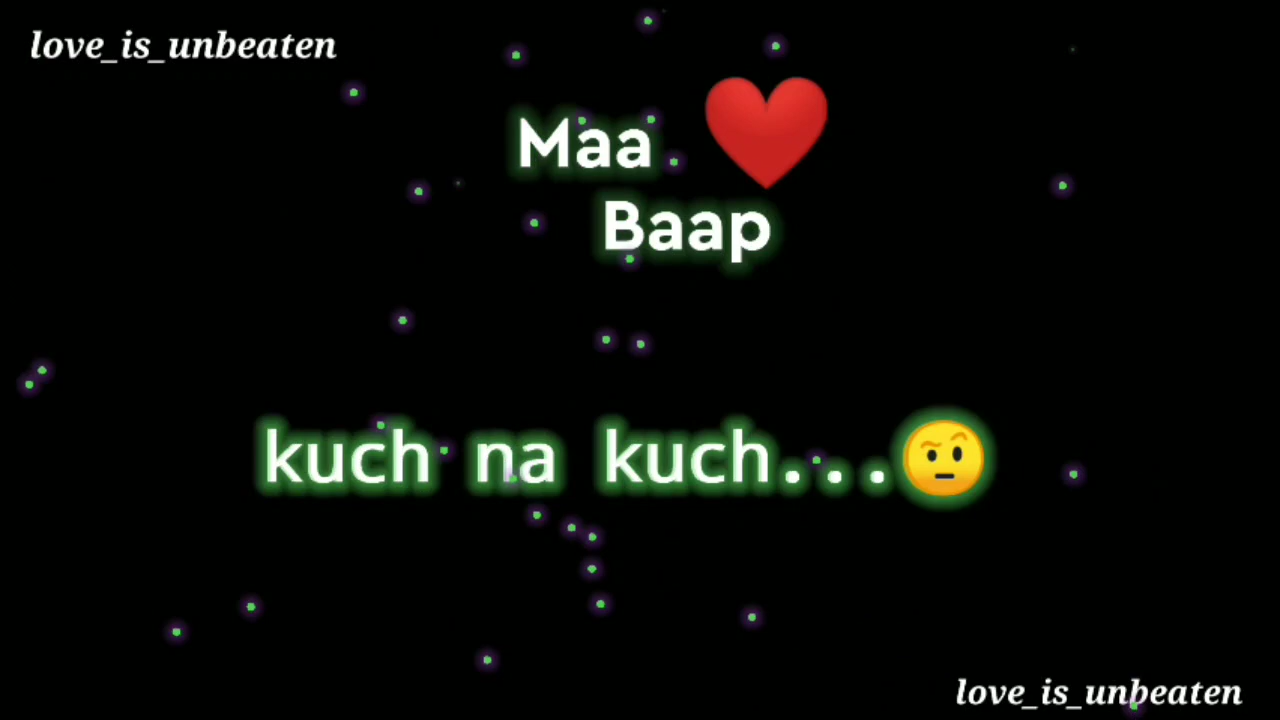 love_is_unbeaten
Maa ❤️
Baap
kuch na kuch...🤨
love_is_unbeaten